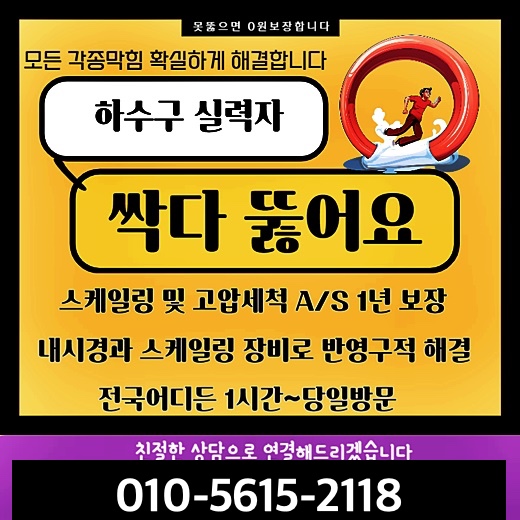 못뚫으면 0원보장합니다
모든 각종막힘 확실하게 해결합니다
하수구 실력자
싹다 뚫어요
스케일링 및 고압세척 A/S 1년 보장
내시경과 스케일링 장비로 반영구적 해결
전국어디든 1시간~당일방문
친절한 상담으로 연결해드리겠습니다
010-5615-2118